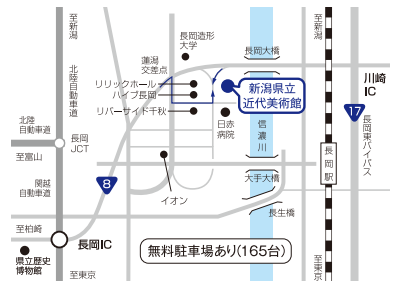 至新潟
長岡造形
大学
長岡大橋
至新潟
北陸自動車道
蓮潟
交差点
川崎
IC
リリックホール
ハイブ長岡
リバーサイド千秋
新潟県立
近代美術館
17
北陸
自動車道
長岡
JCT
日赤
病院
信濃川
長岡駅
長岡東バイパス
至富山
関越
自動車道
8
イオン
大手大橋
長生橋
至柏崎
長岡IC
無料駐車場あり(165台)
県立歴史
博物館
至東京
至東京